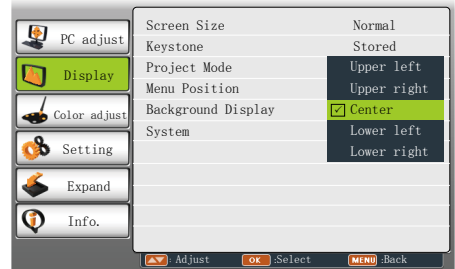 PC adjust
Display
Color adjust
Setting
Expand
Info.
Screen Size Normal
Keystone Stored
Project Mode Upper left
Menu Position Upper right
Background Display Center
System Lower left
Lower right
: Adjust OK :Select MENU :Back